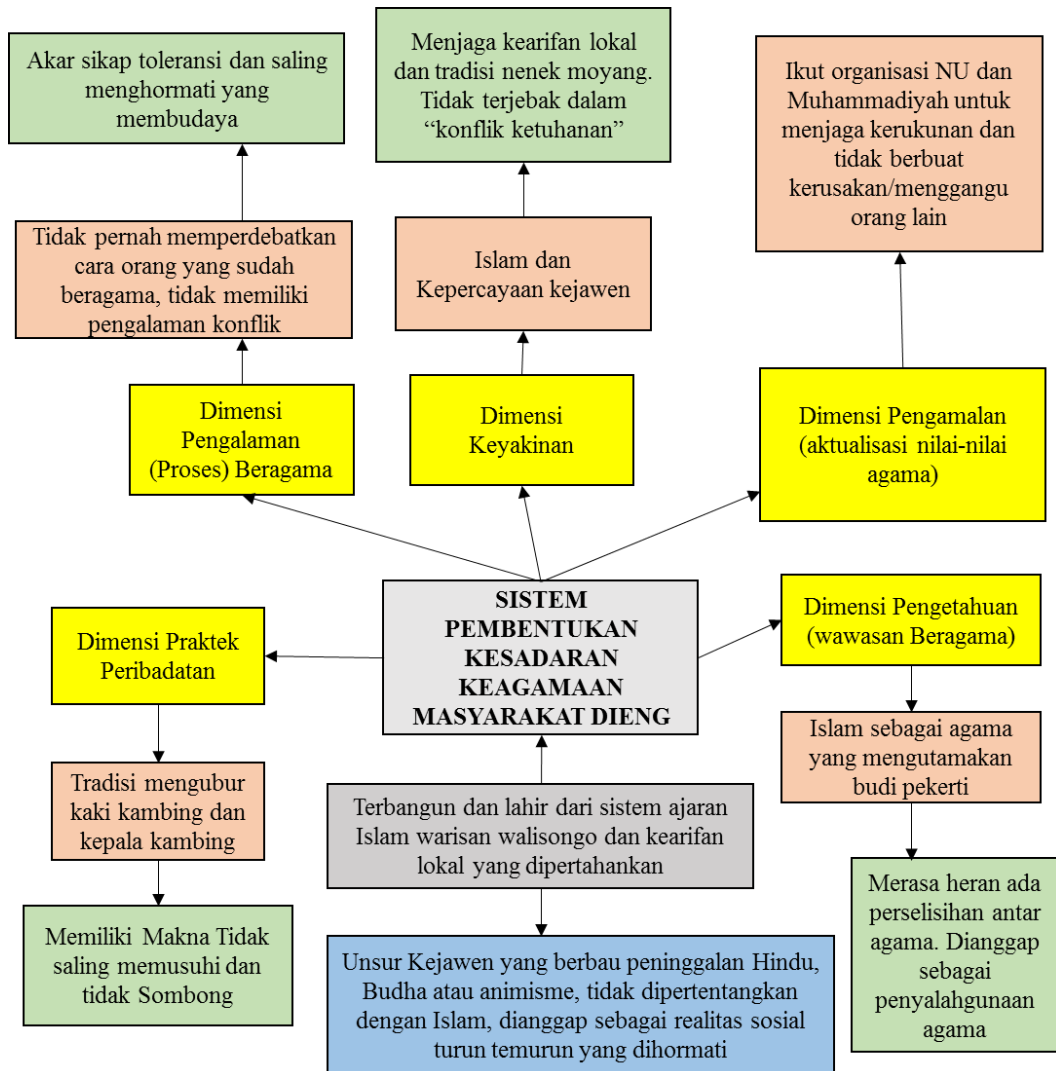 Akar sikap toleransi dan saling
menghormati yang
membudaya
Menjaga kearifan lokal
dan tradisi nenek moyang.
Tidak terjebak dalam
“konflik ketuhanan”
Ikut organisasi NU dan
Muhammadiyah untuk
menjaga kerukunan dan
tidak berbuat
kerusakan/menggangu
orang lain
Tidak pernah memperdebatkan
cara orang yang sudah
beragama, tidak memiliki
pengalaman konflik
Islam dan
Kepercayaan kejawen
Dimensi
Pengalaman
(Proses) Beragama
Dimensi
Keyakinan
Dimensi Pengamalan
(aktualisasi nilai-nilai
agama)
SISTEM
PEMBENTUKAN
KESADARAN
KEAGAMAAN
MASYARAKAT DIENG
Dimensi Praktek
Peribadatan
Dimensi Pengetahuan
(wawasan Beragama)
Tradisi mengubur
kaki kambing dan
kepala kambing
Terbangun dan lahir dari sistem ajaran
Islam warisan walisongo dan kearifan
lokal yang dipertahankan
Islam sebagai agama
yang mengutamakan
budi pekerti
Memiliki Makna Tidak
saling memusuhi dan
tidak Sombong
Unsur Kejawen yang berbau peninggalan Hindu,
Budha atau animisme, tidak dipertentangkan
dengan Islam, dianggap sebagai realitas sosial
turun temurun yang dihormati
Merasa heran ada
perselisihan antar
agama. Dianggap
sebagai
penyalahgunaan
agama